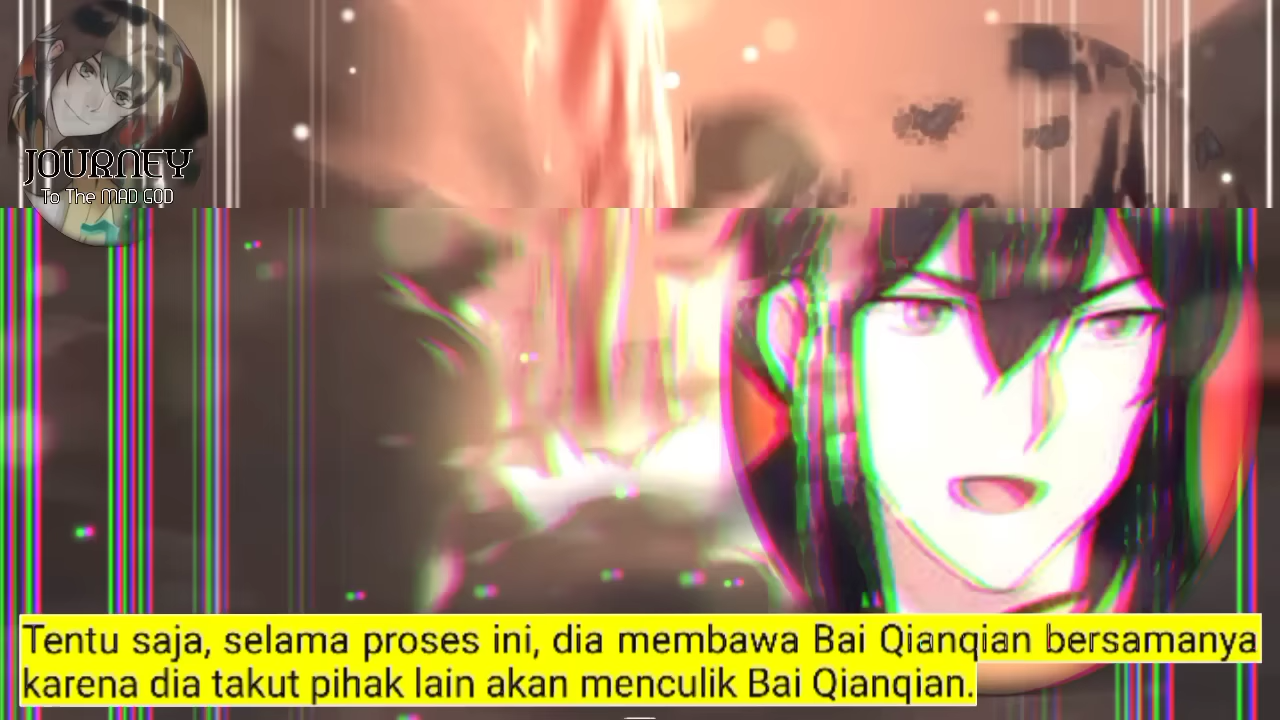 JOURNEY
To The MAD GOD
Tentu saja, selama proses ini, dia membawa Bai Qianqian bersamanya
karena dia takut pihak lain akan menculik Bai Qianqian.